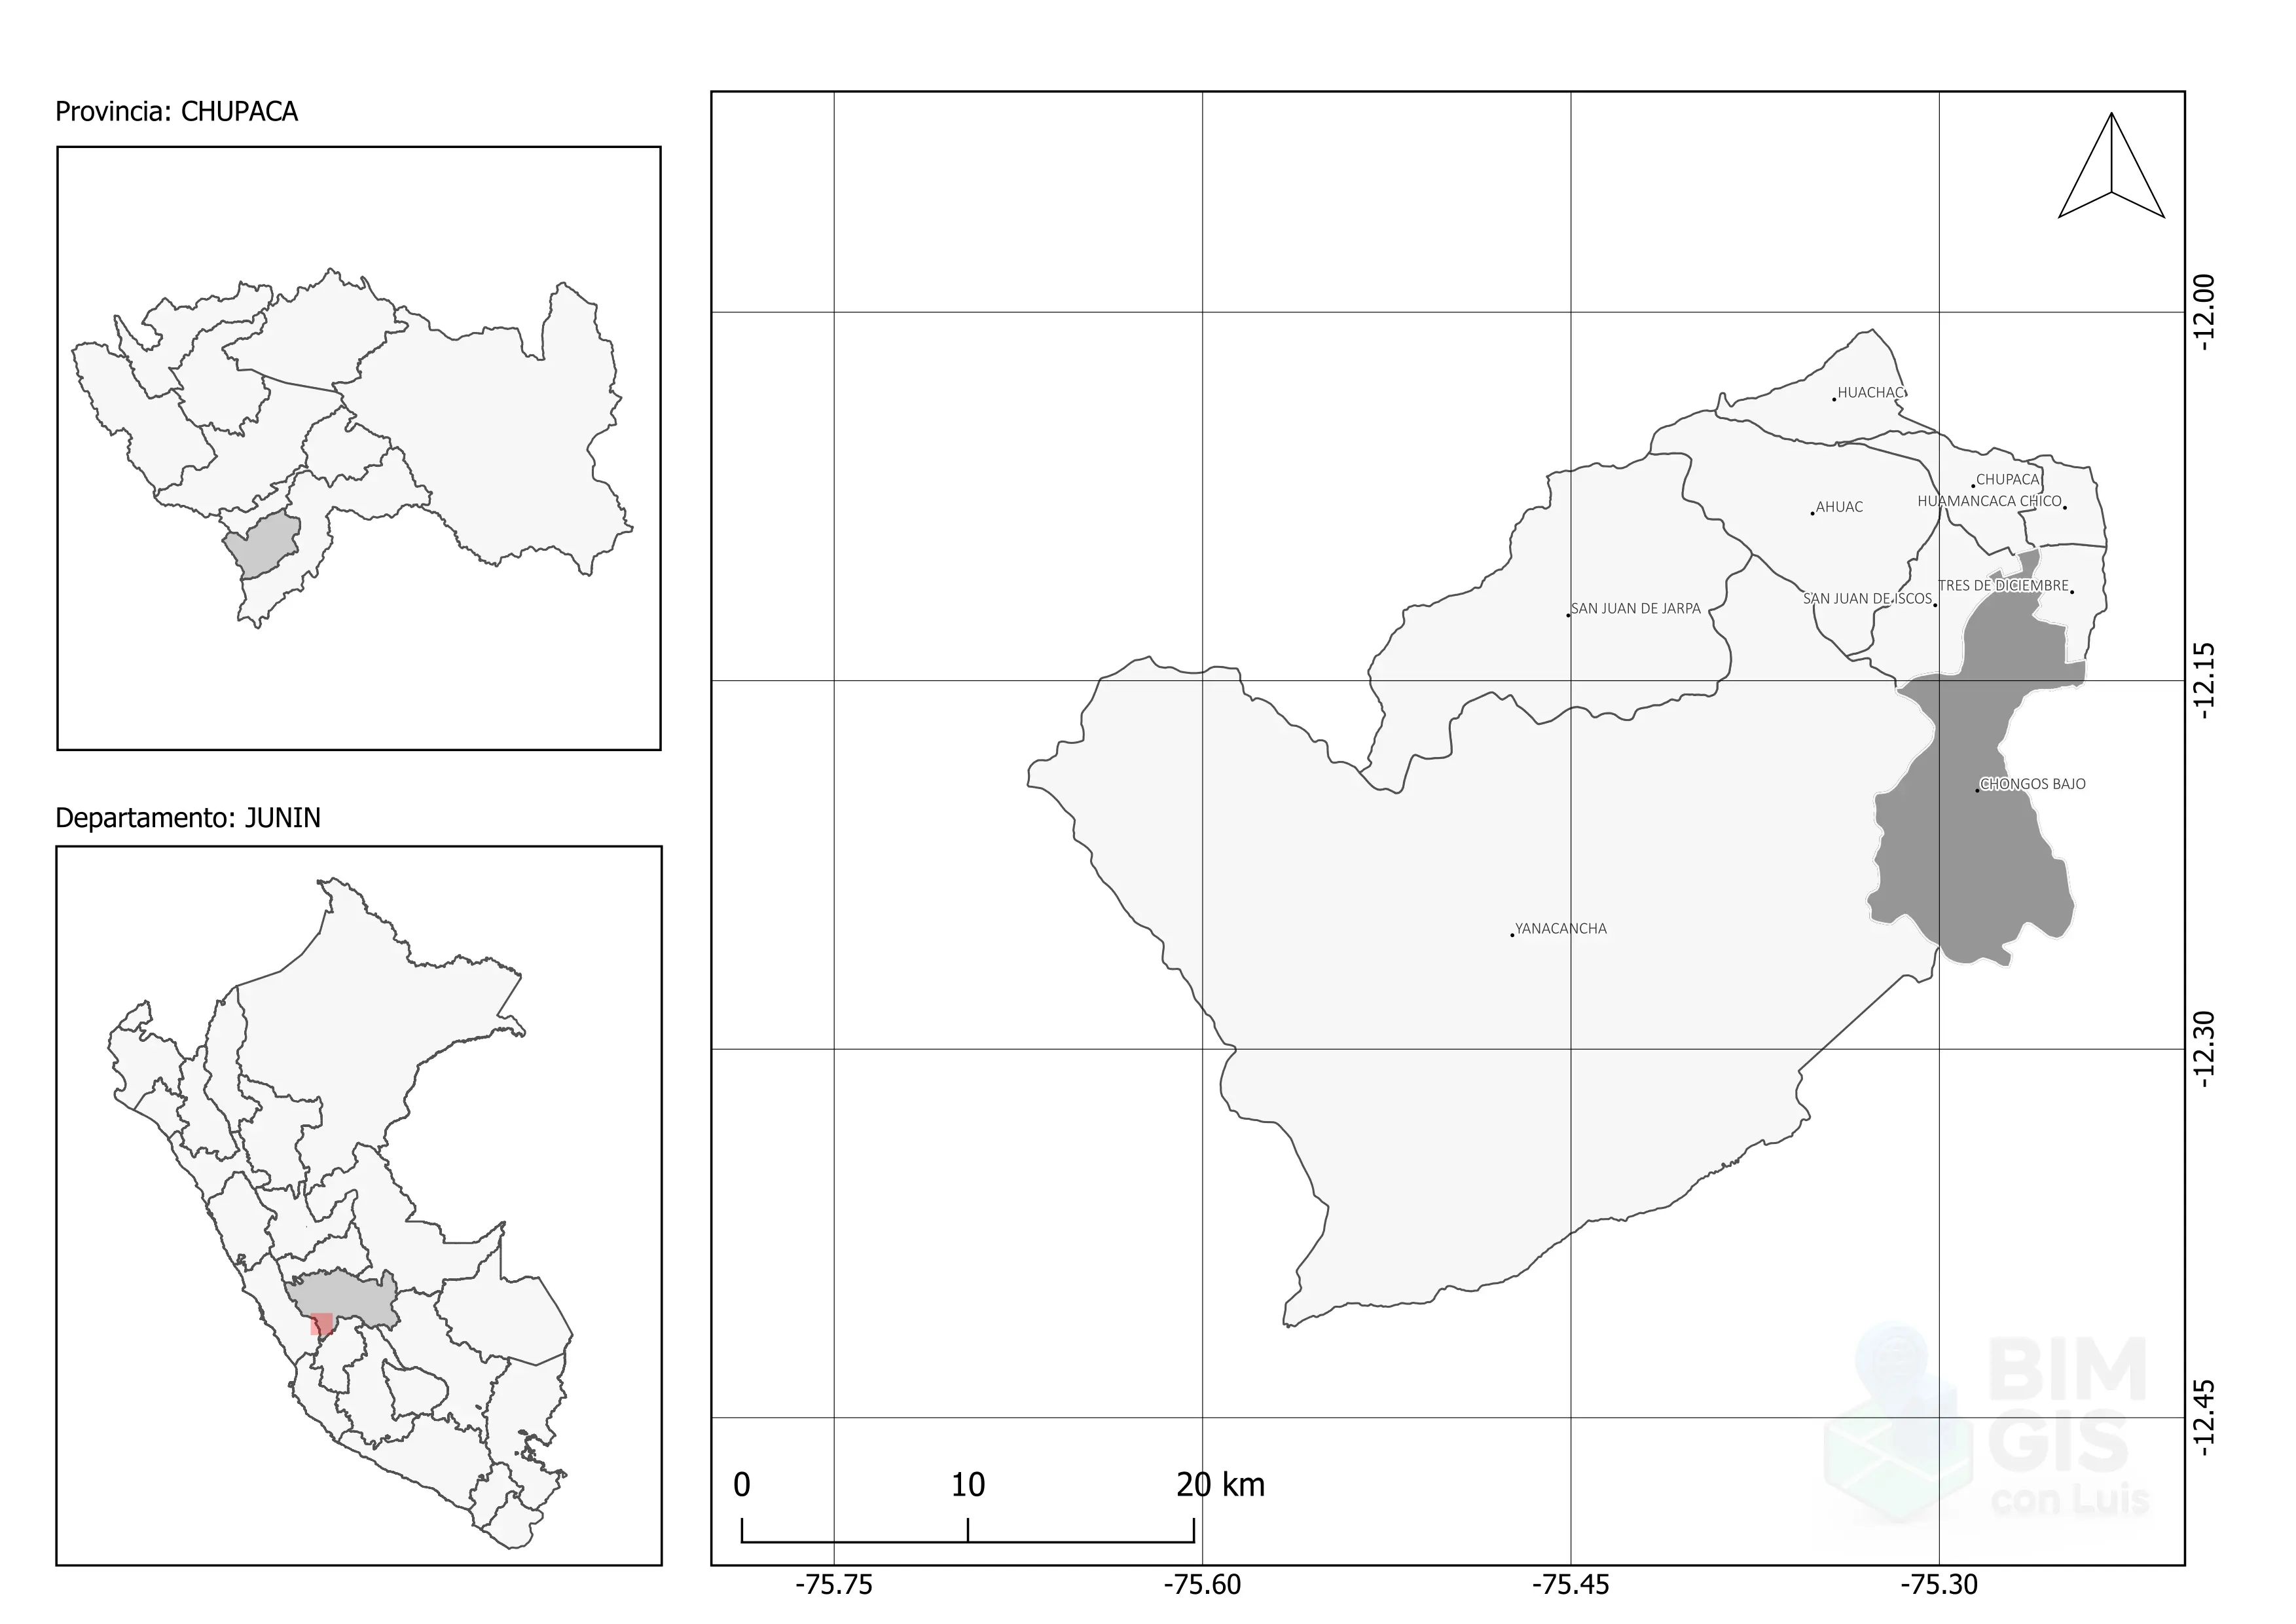 Provincia: CHUPACA
Departamento: JUNIN
HUACHAC
CHUPACA
HUAMANCACA CHICO
AHUAC
TRES DE DICIEMBRE
SAN JUAN DE ISCOS
SAN JUAN DE JARPA
CHONGOS BAJO
YANACANCHA
-12.00
-12.15
-12.30
-12.45
0 10 20 km
-75.75 -75.60 -75.45 -75.30
BIM
GIS
con Luis